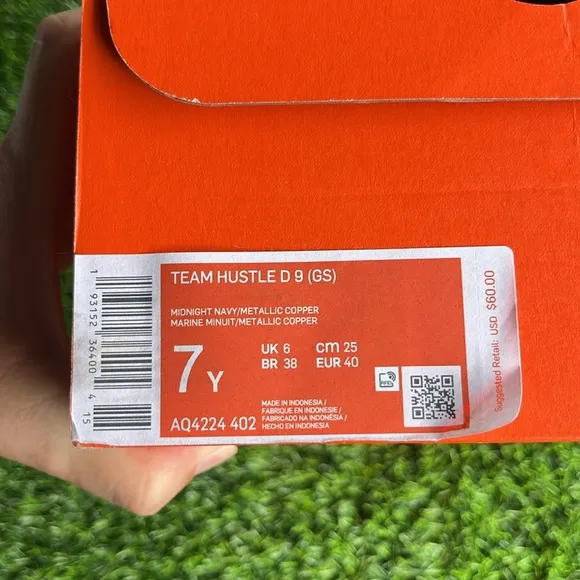 TEAM HUSTLE D 9 (GS)
MIDNIGHT NAVY/METALLIC COPPER
MARINE MINUIT/METALLIC COPPER
7 Y
UK 6 cm 25
BR 38 EUR 40
AQ4224 402
MADE IN INDONESIA/
FABRIQUE EN INDONESIE/
FABRICADO NA INDONÉSIA/
HECHO EN INDONESIA
1 93152 36400 4 15
Suggested Retail: USD $60.00